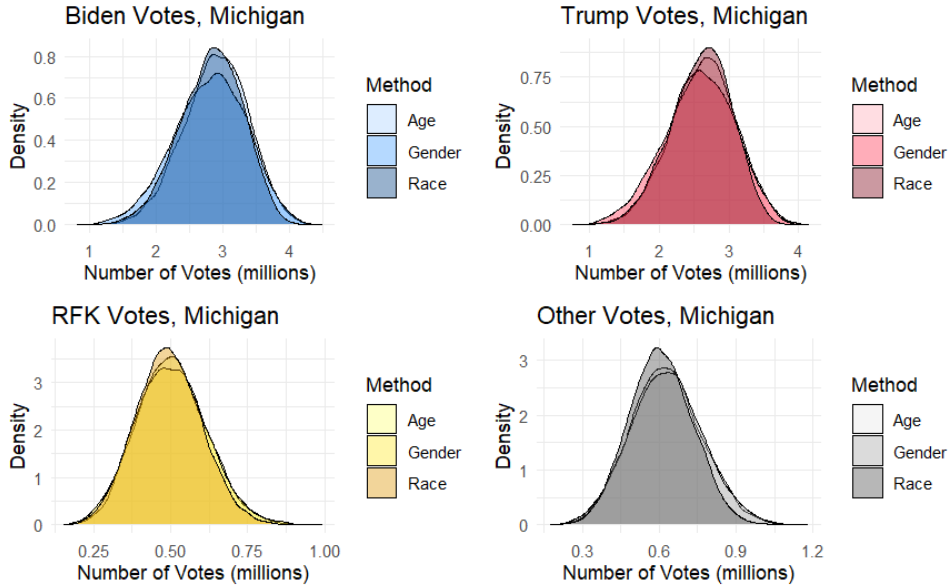 Biden Votes, Michigan
Density
0.8
0.6
0.4
0.2
0.0
1 2 3 4
Number of Votes (millions)
Method
Age
Gender
Race
Trump Votes, Michigan
Density
0.75
0.50
0.25
0.00
1 2 3 4
Number of Votes (millions)
Method
Age
Gender
Race
RFK Votes, Michigan
Density
3
2
1
0
0.25 0.50 0.75 1.00
Number of Votes (millions)
Method
Age
Gender
Race
Other Votes, Michigan
Density
3
2
1
0
0.3 0.6 0.9 1.2
Number of Votes (millions)
Method
Age
Gender
Race